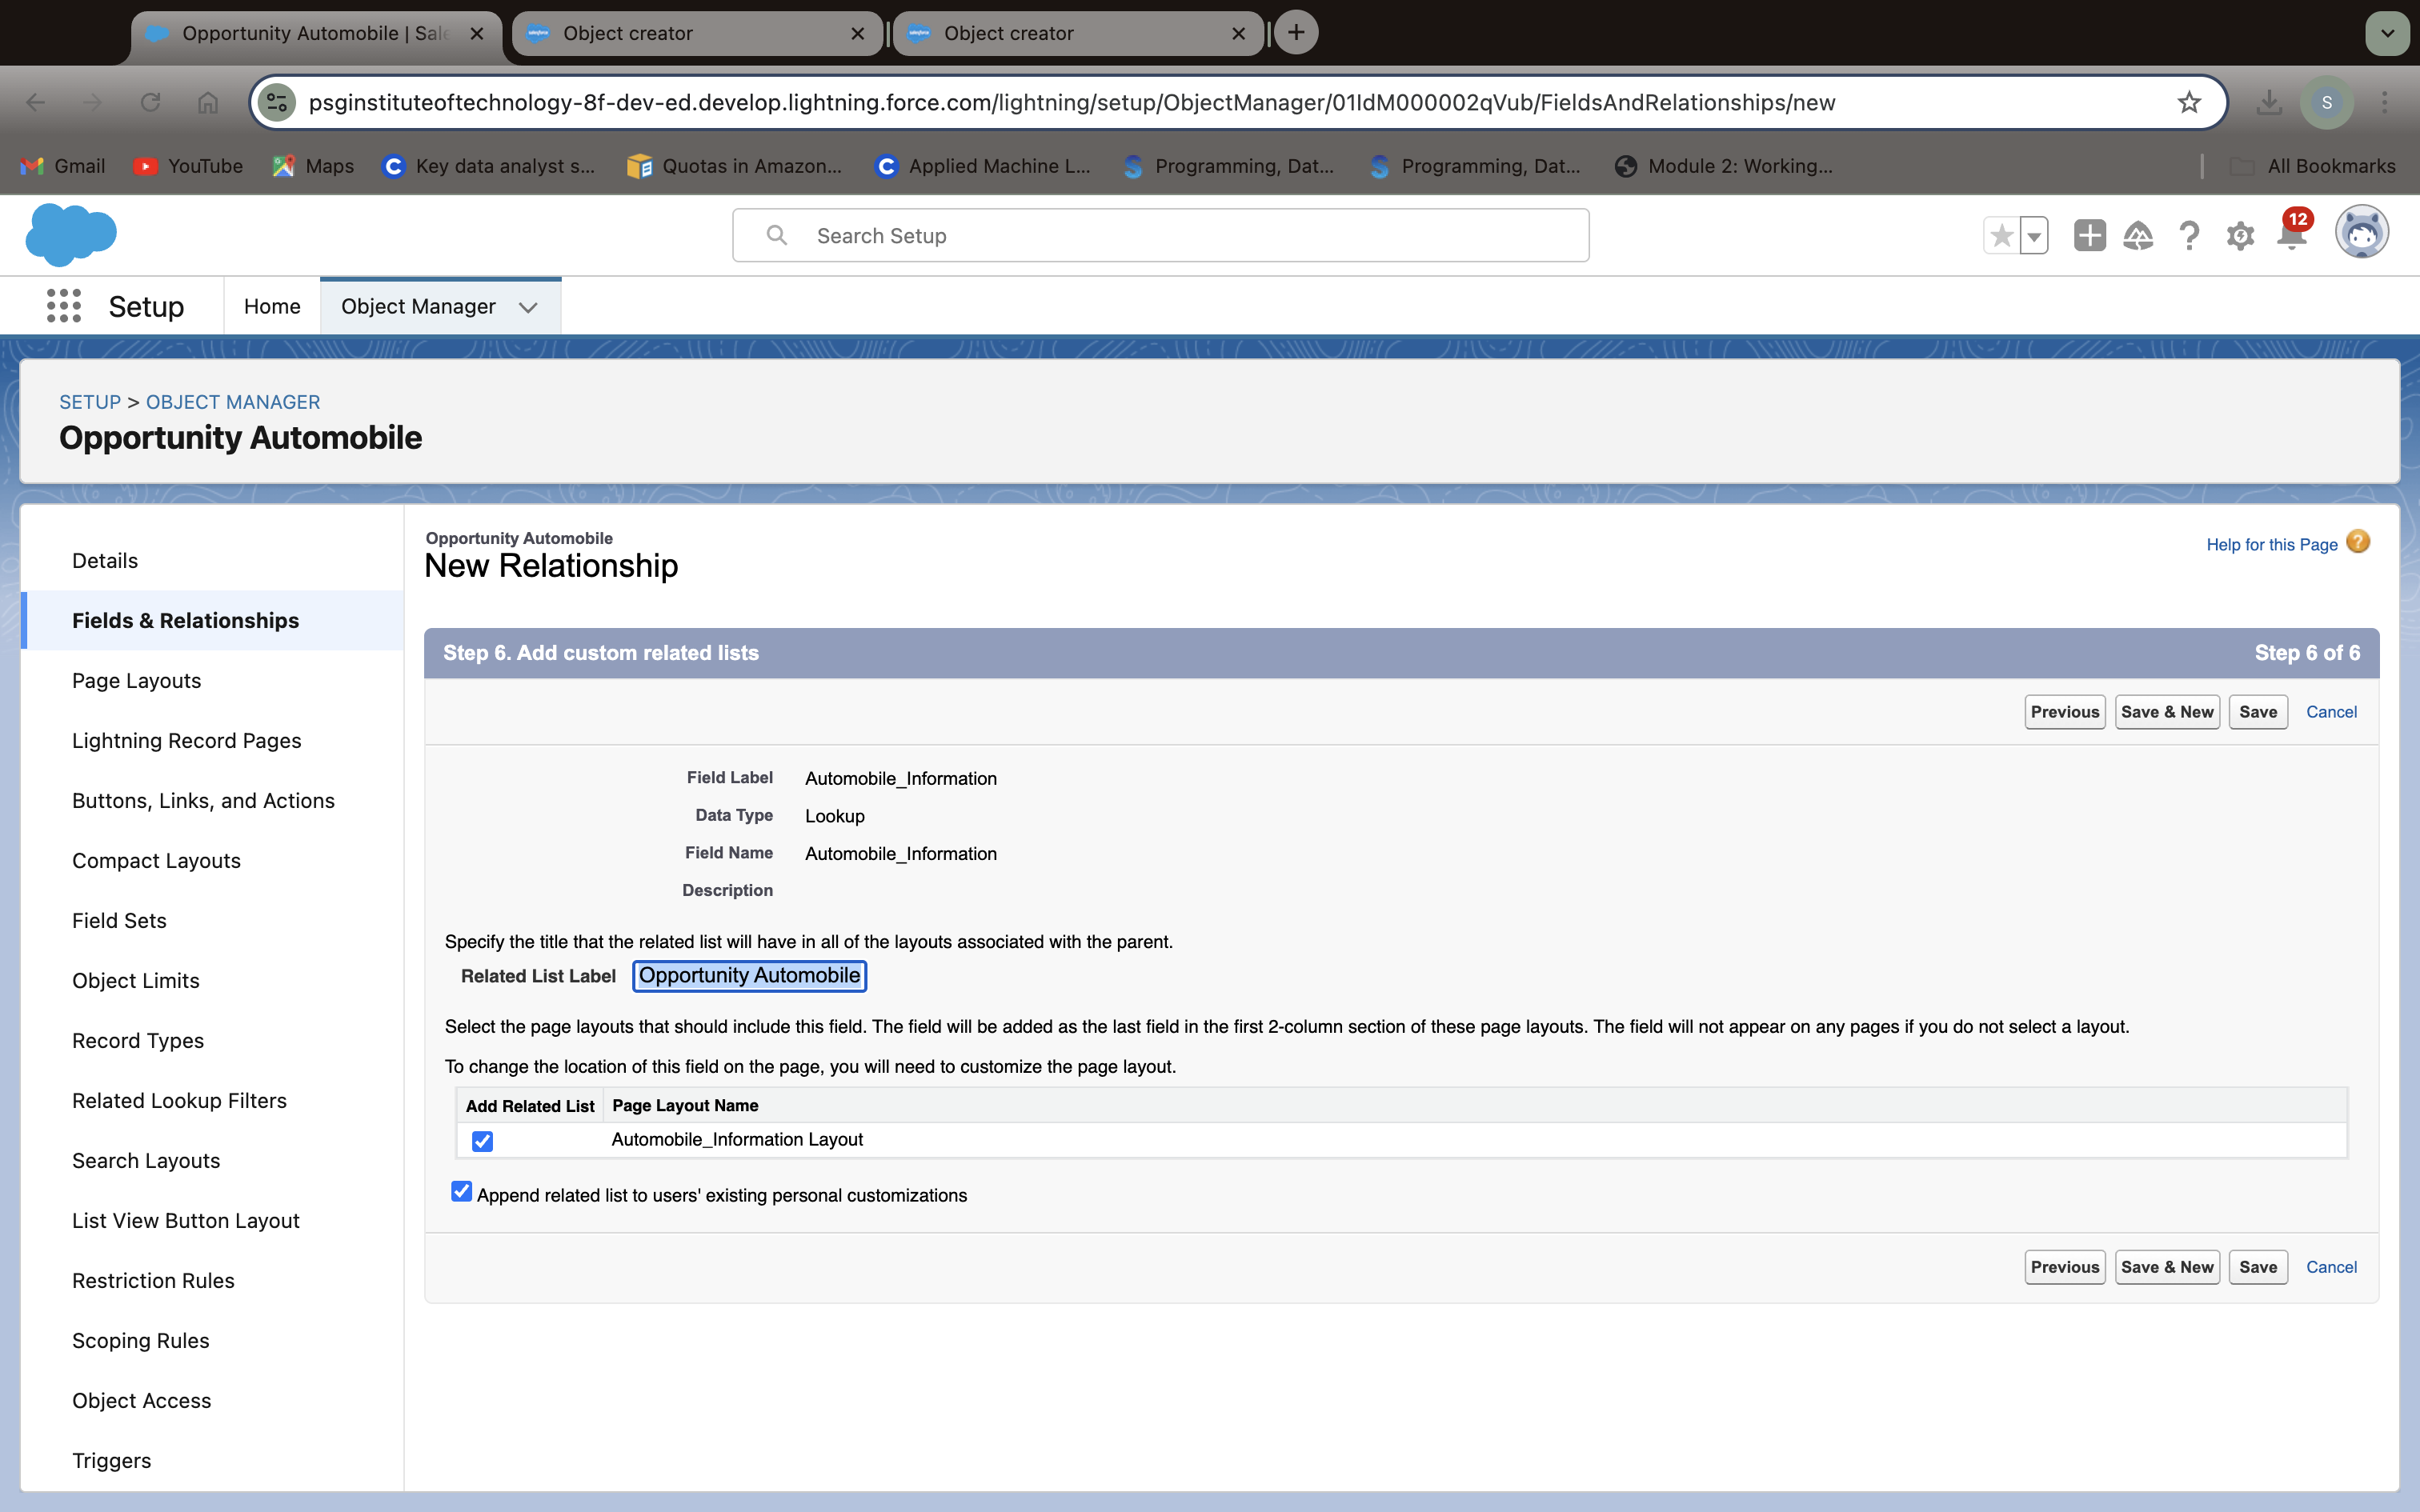 Opportunity Automobile | Sale
Object creator
Object creator
psginstituteoftechnology-8f-dev-ed.develop.lightning.force.com/lightning/setup/ObjectManager/01IdM000002qVub/FieldsAndRelationships/new
S
Gmail
YouTube
Maps
Key data analyst s...
Quotas in Amazon...
Applied Machine L...
Programming, Dat...
Programming, Dat...
Module 2: Working...
All Bookmarks
Search Setup
12
Setup
Home
Object Manager
SETUP > OBJECT MANAGER
Opportunity Automobile
Details
Fields & Relationships
Page Layouts
Lightning Record Pages
Buttons, Links, and Actions
Compact Layouts
Field Sets
Object Limits
Record Types
Related Lookup Filters
Search Layouts
List View Button Layout
Restriction Rules
Scoping Rules
Object Access
Triggers
Opportunity Automobile
New Relationship
Help for this Page ?
Step 6. Add custom related lists
Step 6 of 6
Previous Save & New Save Cancel
Field Label Automobile_Information
Data Type Lookup
Field Name Automobile_Information
Description
Specify the title that the related list will have in all of the layouts associated with the parent.
Related List Label Opportunity Automobile
Select the page layouts that should include this field. The field will be added as the last field in the first 2-column section of these page layouts. The field will not appear on any pages if you do not select a layout.
To change the location of this field on the page, you will need to customize the page layout.
Add Related List Page Layout Name
Automobile_Information Layout
Append related list to users' existing personal customizations
Previous Save & New Save Cancel